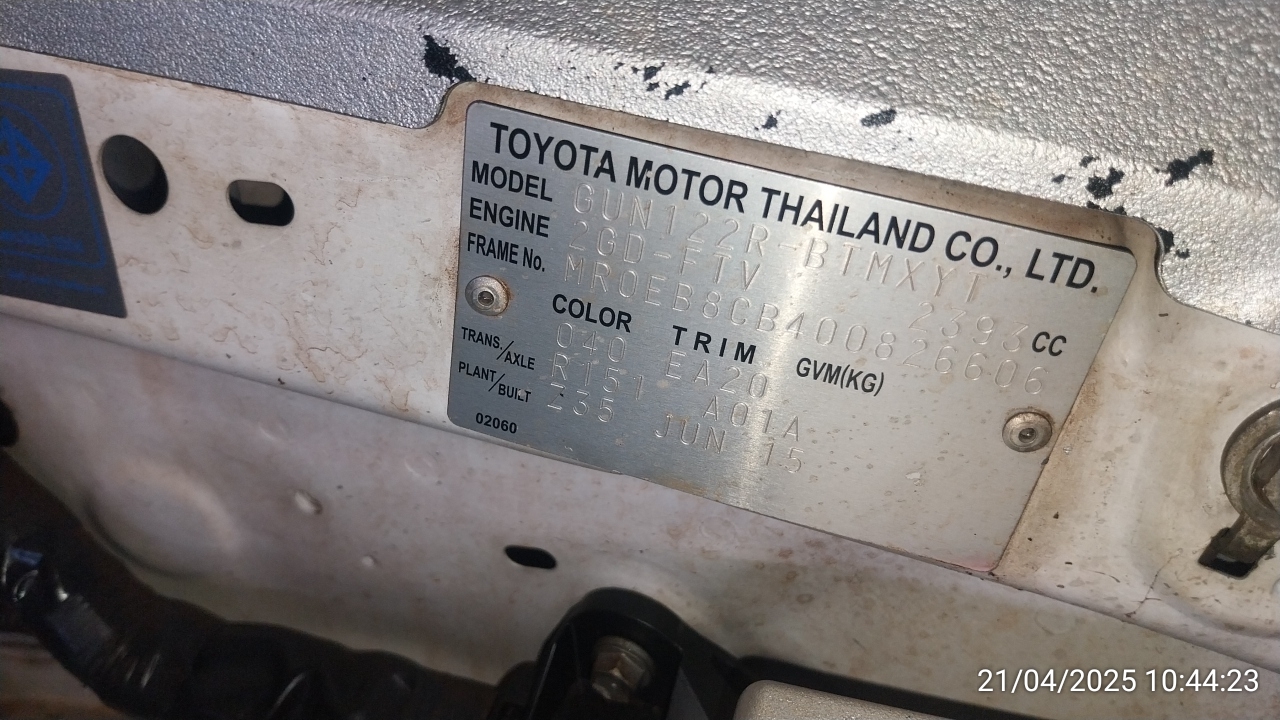 TOYOTA MOTOR THAILAND CO., LTD.
MODEL GUN122R-BTMXYT
ENGINE 2GD-FTV 2393 CC
FRAME No. MR0EB8CB400826606
COLOR TRIM GVM(KG)
040 EA20
TRANS./AXLE R151 A01A
PLANT/BUILT Z35 JUN 15
02060
21/04/2025 10:44:23